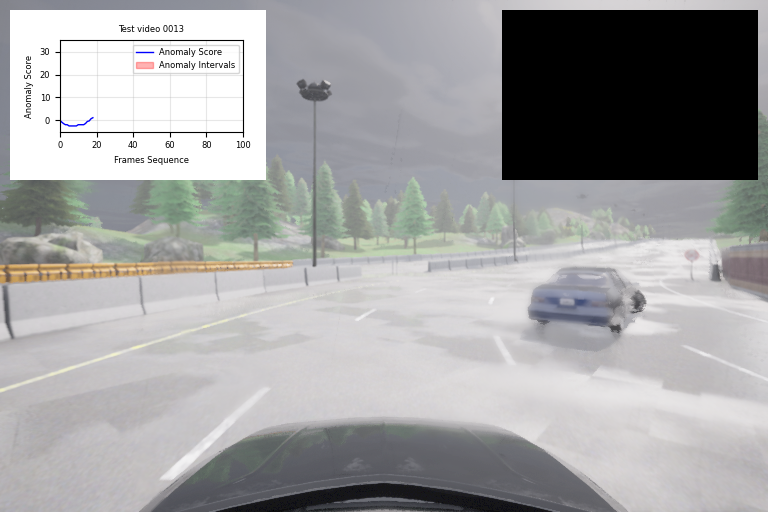 Test video 0013
Anomaly Score
Anomaly Intervals
Anomaly Score
30
20
10
0
0 20 40 60 80 100
Frames Sequence